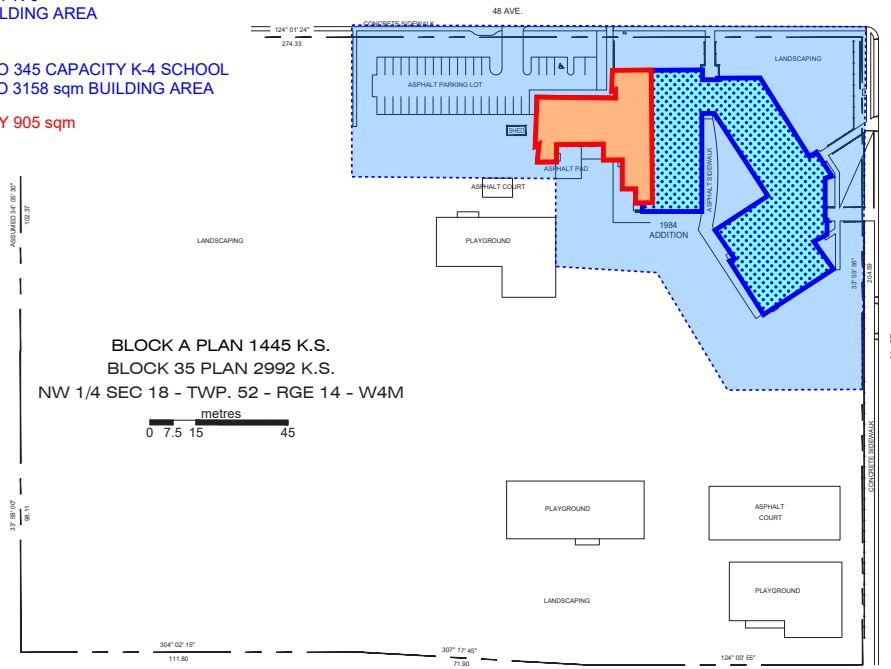 48 AVE.
LDING AREA
124° 01' 24"
274.33
CONCRETE SIDEWALK
O 345 CAPACITY K-4 SCHOOL
O 3158 sqm BUILDING AREA
Y 905 sqm
LANDSCAPING
ASPHALT PARKING LOT
SHED
ASPHALT PAD
ASPHALT SIDEWALK
ASPHALT COURT
ASSUMED 34° 05' 30"
102.37
LANDSCAPING
PLAYGROUND
1984
ADDITION
33° 59' 56"
204.59
BLOCK A PLAN 1445 K.S.
BLOCK 35 PLAN 2992 K.S.
NW 1/4 SEC 18 - TWP. 52 - RGE 14 - W4M
metres
0 7.5 15 45
CONCRETE SIDEWALK
33° 58' 00"
98.11
PLAYGROUND
ASPHALT
COURT
PLAYGROUND
LANDSCAPING
304° 02' 15"
111.80
307° 17' 45"
71.90
124° 00' 55"